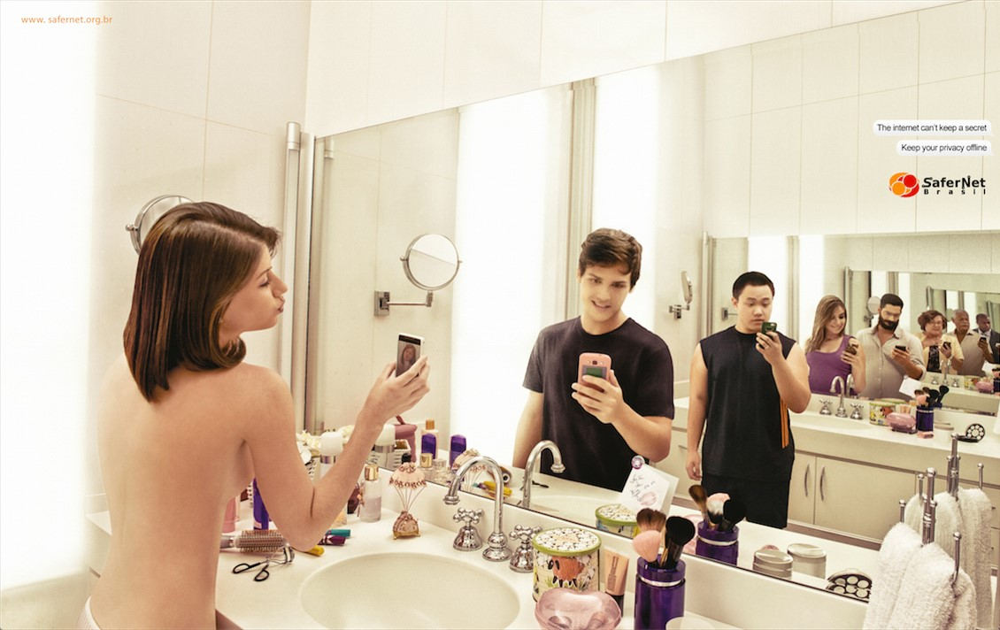 www. safernet.org.br
The internet can't keep a secret
Keep your privacy offline
SaferNet
Brasil